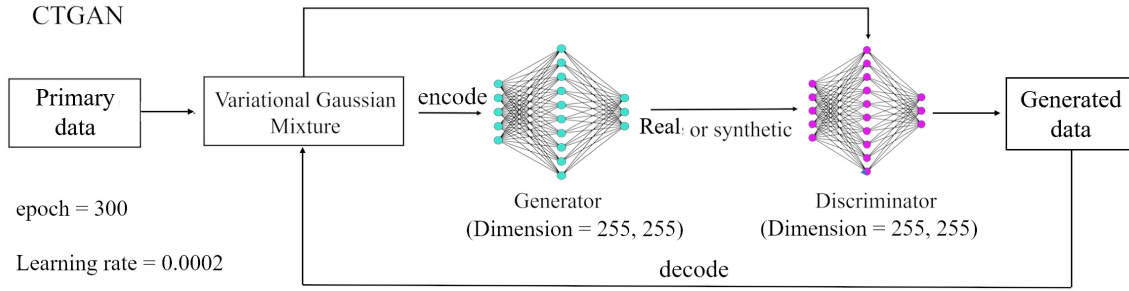 CTGAN
Primary
data
Variational Gaussian
Mixture
encode
Real or synthetic
Generated
data
Generator
(Dimension = 255, 255)
Discriminator
(Dimension = 255, 255)
epoch = 300
Learning rate = 0.0002
decode